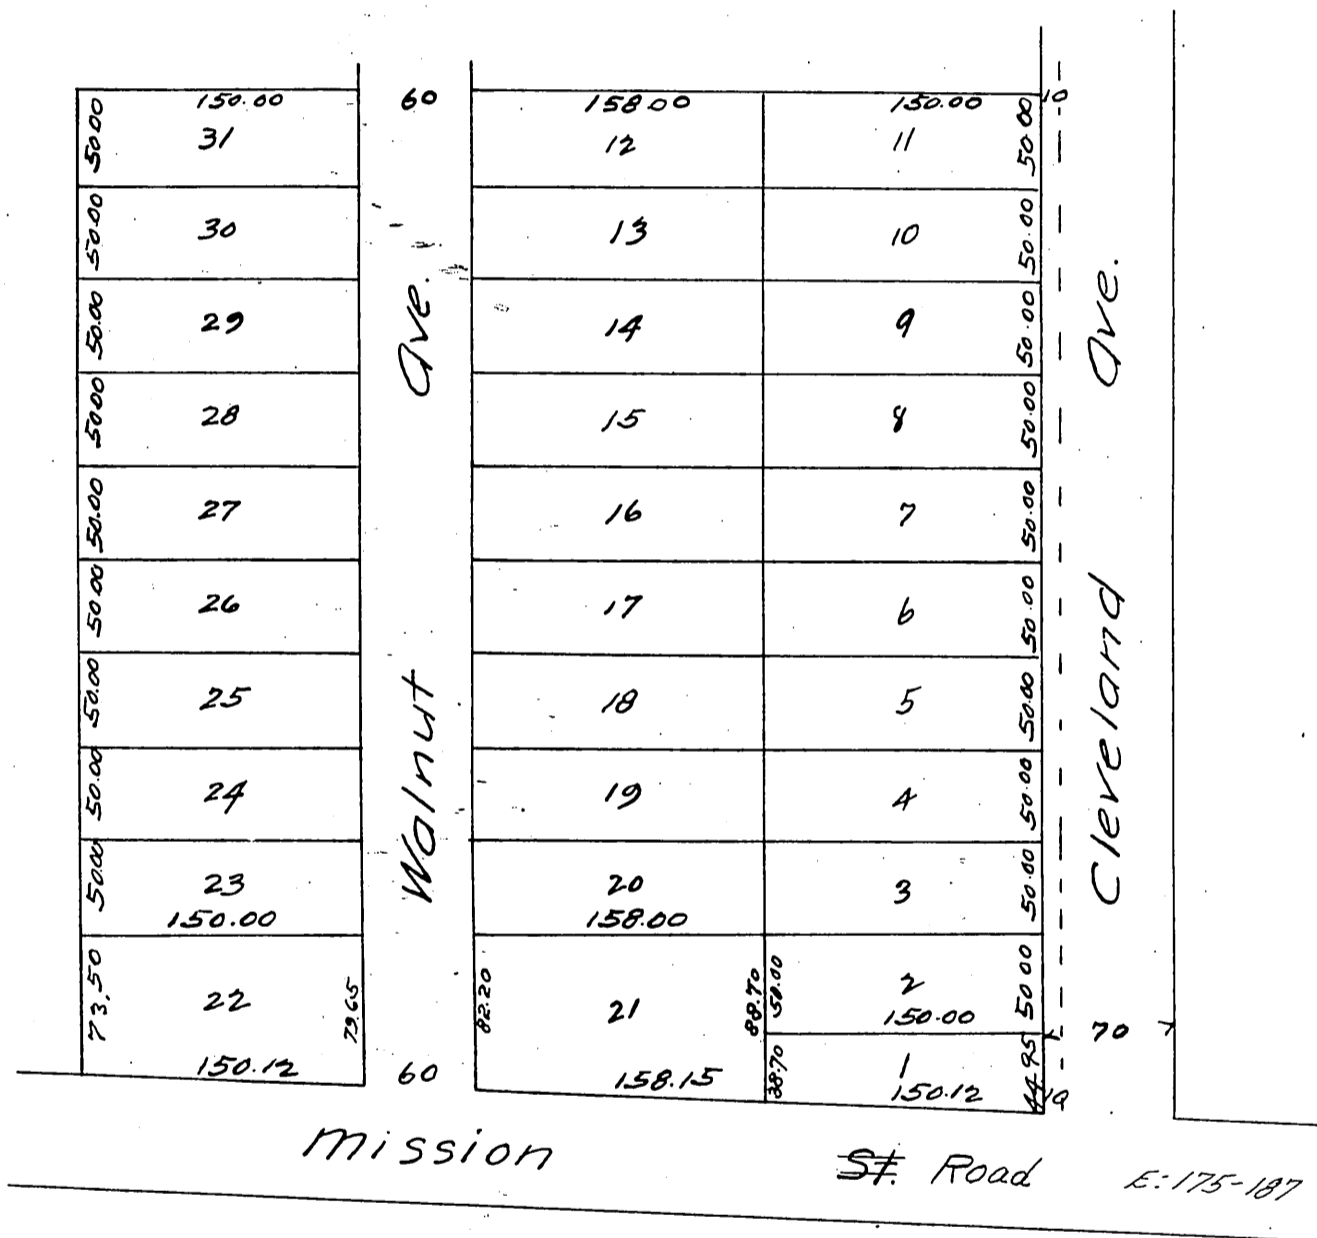 150.00 60 158.00 150.00 10
50.00 31 12 11 50.00
50.00 30 13 10 50.00
50.00 29 14 9 50.00
50.00 28 15 8 50.00
50.00 27 16 7 50.00
50.00 26 17 6 50.00
50.00 25 18 5 50.00
50.00 24 19 4 50.00
50.00 23 20 3 50.00
150.00 158.00
73.50 22 79.65 82.20 21 88.70 50.00 2 50.00
150.00 70
38.70 1 44.95
150.12 60 158.15 150.12 10
Walnut Ave.
Cleveland Ave.
Mission St. Road E:175-187